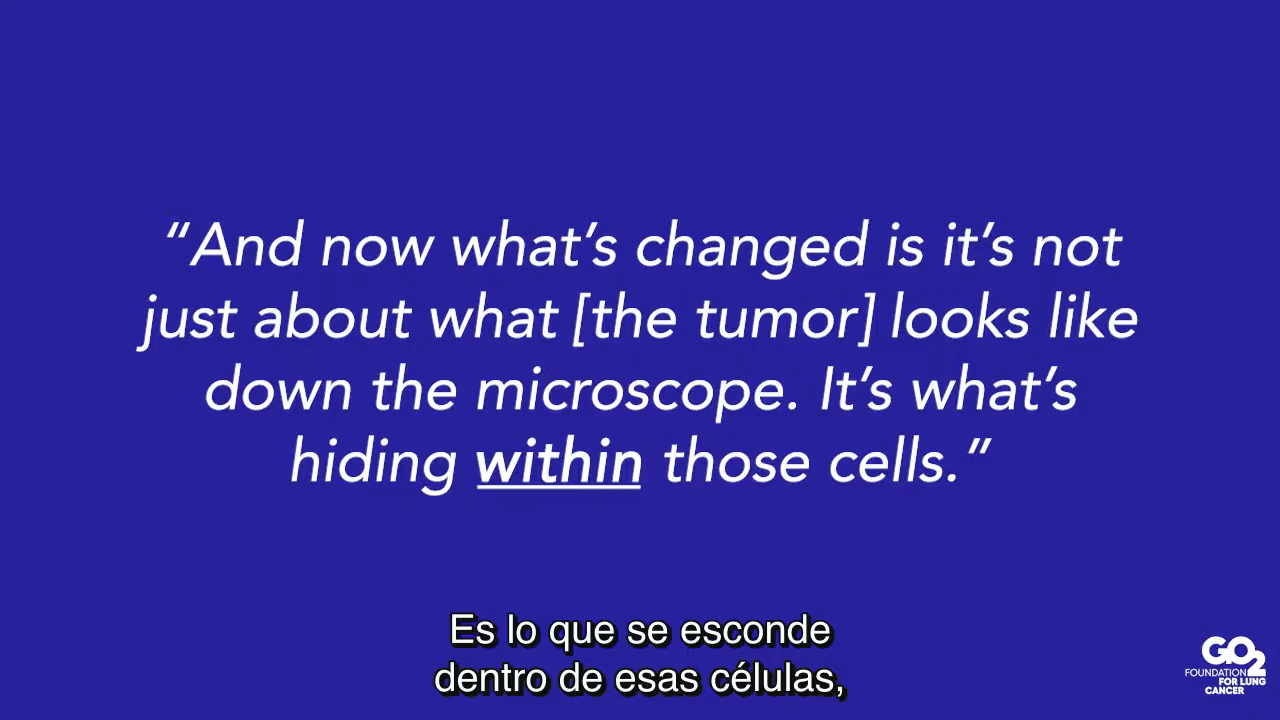 “And now what’s changed is it’s not
just about what [the tumor] looks like
down the microscope. It’s what’s
hiding within those cells.”
Es lo que se esconde
dentro de esas células,
GO2
FOUNDATION
FOR LUNG
CANCER